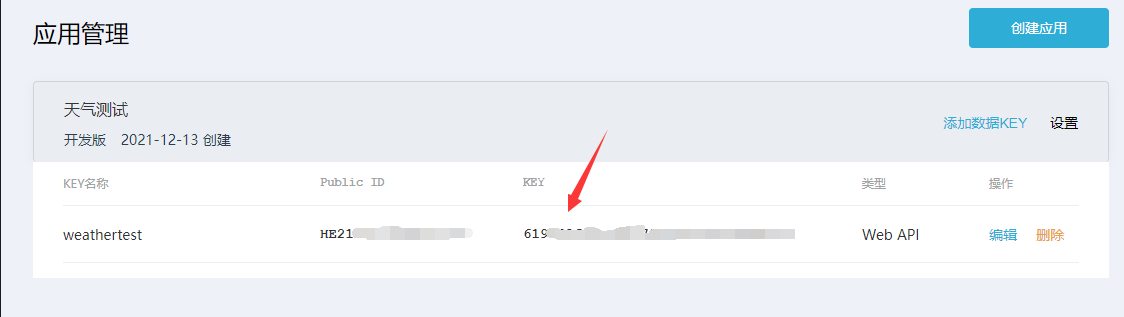 应用管理
创建应用
天气测试
开发版 2021-12-13 创建
添加数据KEY 设置
KEY名称 Public ID KEY 类型 操作
weathertest HE21 619 Web API 编辑 删除